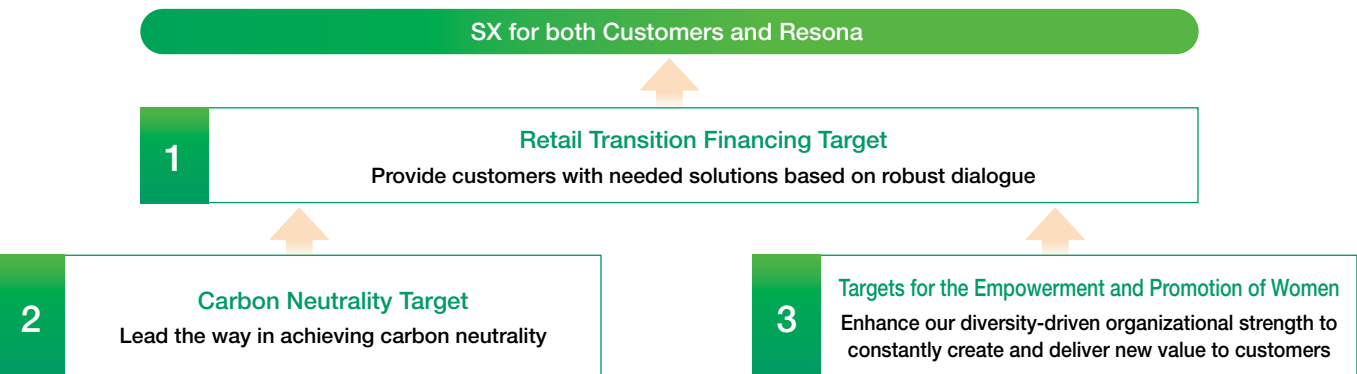 SX for both Customers and Resona
1
Retail Transition Financing Target
Provide customers with needed solutions based on robust dialogue
2
Carbon Neutrality Target
Lead the way in achieving carbon neutrality
3
Targets for the Empowerment and Promotion of Women
Enhance our diversity-driven organizational strength to
constantly create and deliver new value to customers